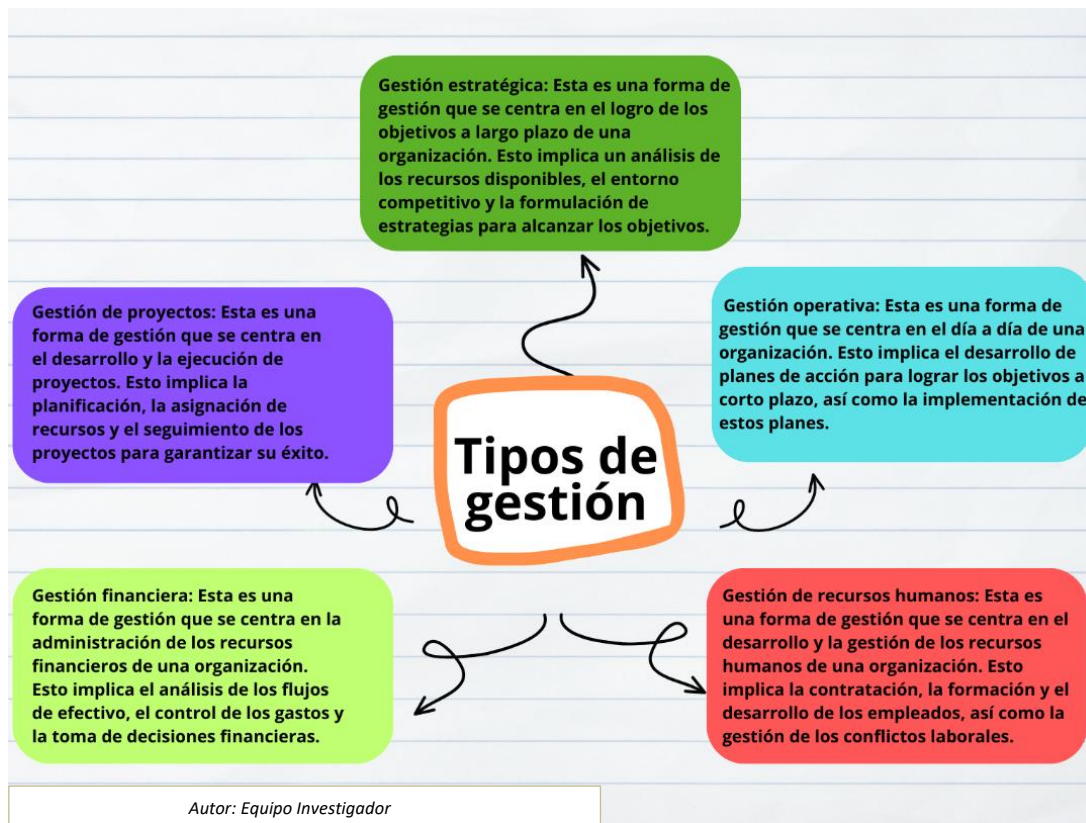 Gestión estratégica: Esta es una forma de
gestión que se centra en el logro de los
objetivos a largo plazo de una
organización. Esto implica un análisis de
los recursos disponibles, el entorno
competitivo y la formulación de
estrategias para alcanzar los objetivos.
Gestión de proyectos: Esta es una
forma de gestión que se centra en
el desarrollo y la ejecución de
proyectos. Esto implica la
planificación, la asignación de
recursos y el seguimiento de los
proyectos para garantizar su éxito.
Gestión operativa: Esta es una forma de
gestión que se centra en el día a día de una
organización. Esto implica el desarrollo de
planes de acción para lograr los objetivos a
corto plazo, así como la implementación de
estos planes.
Tipos de
gestión
Gestión financiera: Esta es una
forma de gestión que se centra en la
administración de los recursos
financieros de una organización.
Esto implica el análisis de los flujos
de efectivo, el control de los gastos y
la toma de decisiones financieras.
Gestión de recursos humanos: Esta es
una forma de gestión que se centra en el
desarrollo y la gestión de los recursos
humanos de una organización. Esto
implica la contratación, la formación y el
desarrollo de los empleados, así como la
gestión de los conflictos laborales.
Autor: Equipo Investigador